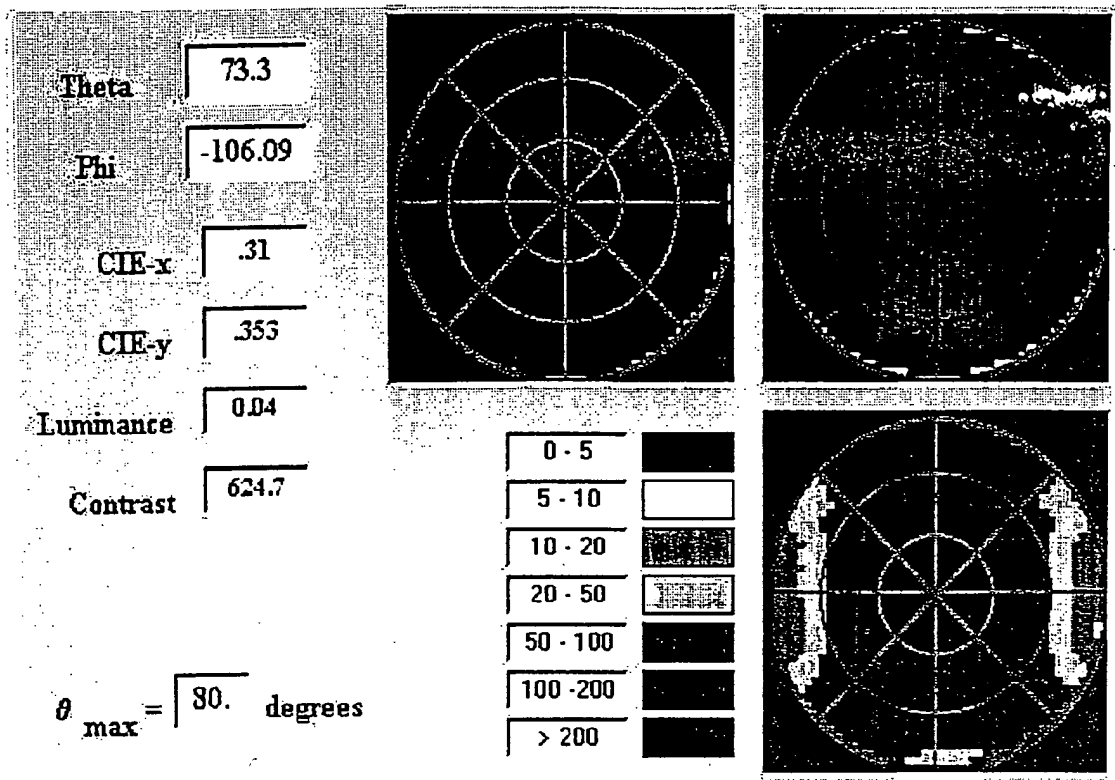 Theta 73.3
Phi -106.09
CIE-x .31
CIE-y .353
Luminance 0.04
Contrast 624.7
θ max = 80. degrees
0 - 5
5 - 10
10 - 20
20 - 50
50 - 100
100 -200
> 200